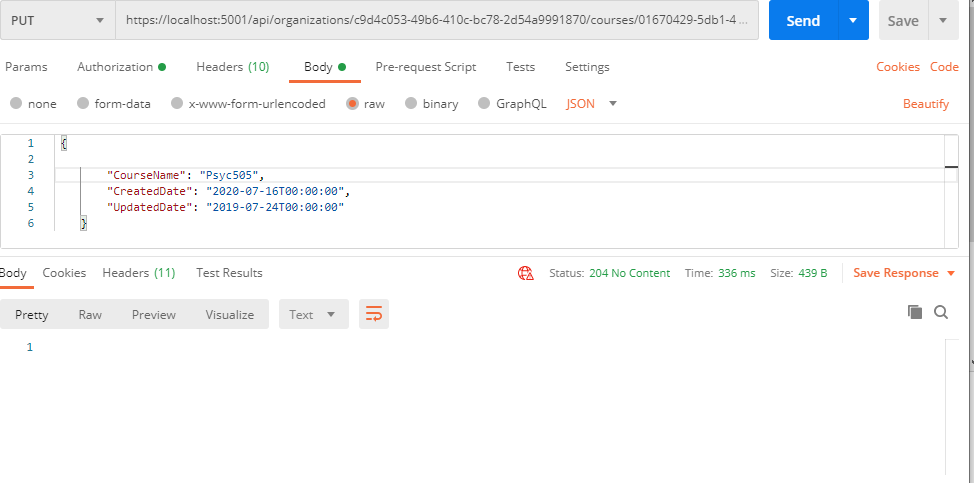 PUT https://localhost:5001/api/organizations/c9d4c053-49b6-410c-bc78-2d54a9991870/courses/01670429-5db1-4 ... Send Save
Params Authorization Headers (10) Body Pre-request Script Tests Settings Cookies Code
none form-data x-www-form-urlencoded raw binary GraphQL JSON Beautify
1 {
2
3 "CourseName": "Psyc505",
4 "CreatedDate": "2020-07-16T00:00:00",
5 "UpdatedDate": "2019-07-24T00:00:00"
6 }
Body Cookies Headers (11) Test Results Status: 204 No Content Time: 336 ms Size: 439 B Save Response
Pretty Raw Preview Visualize Text
1